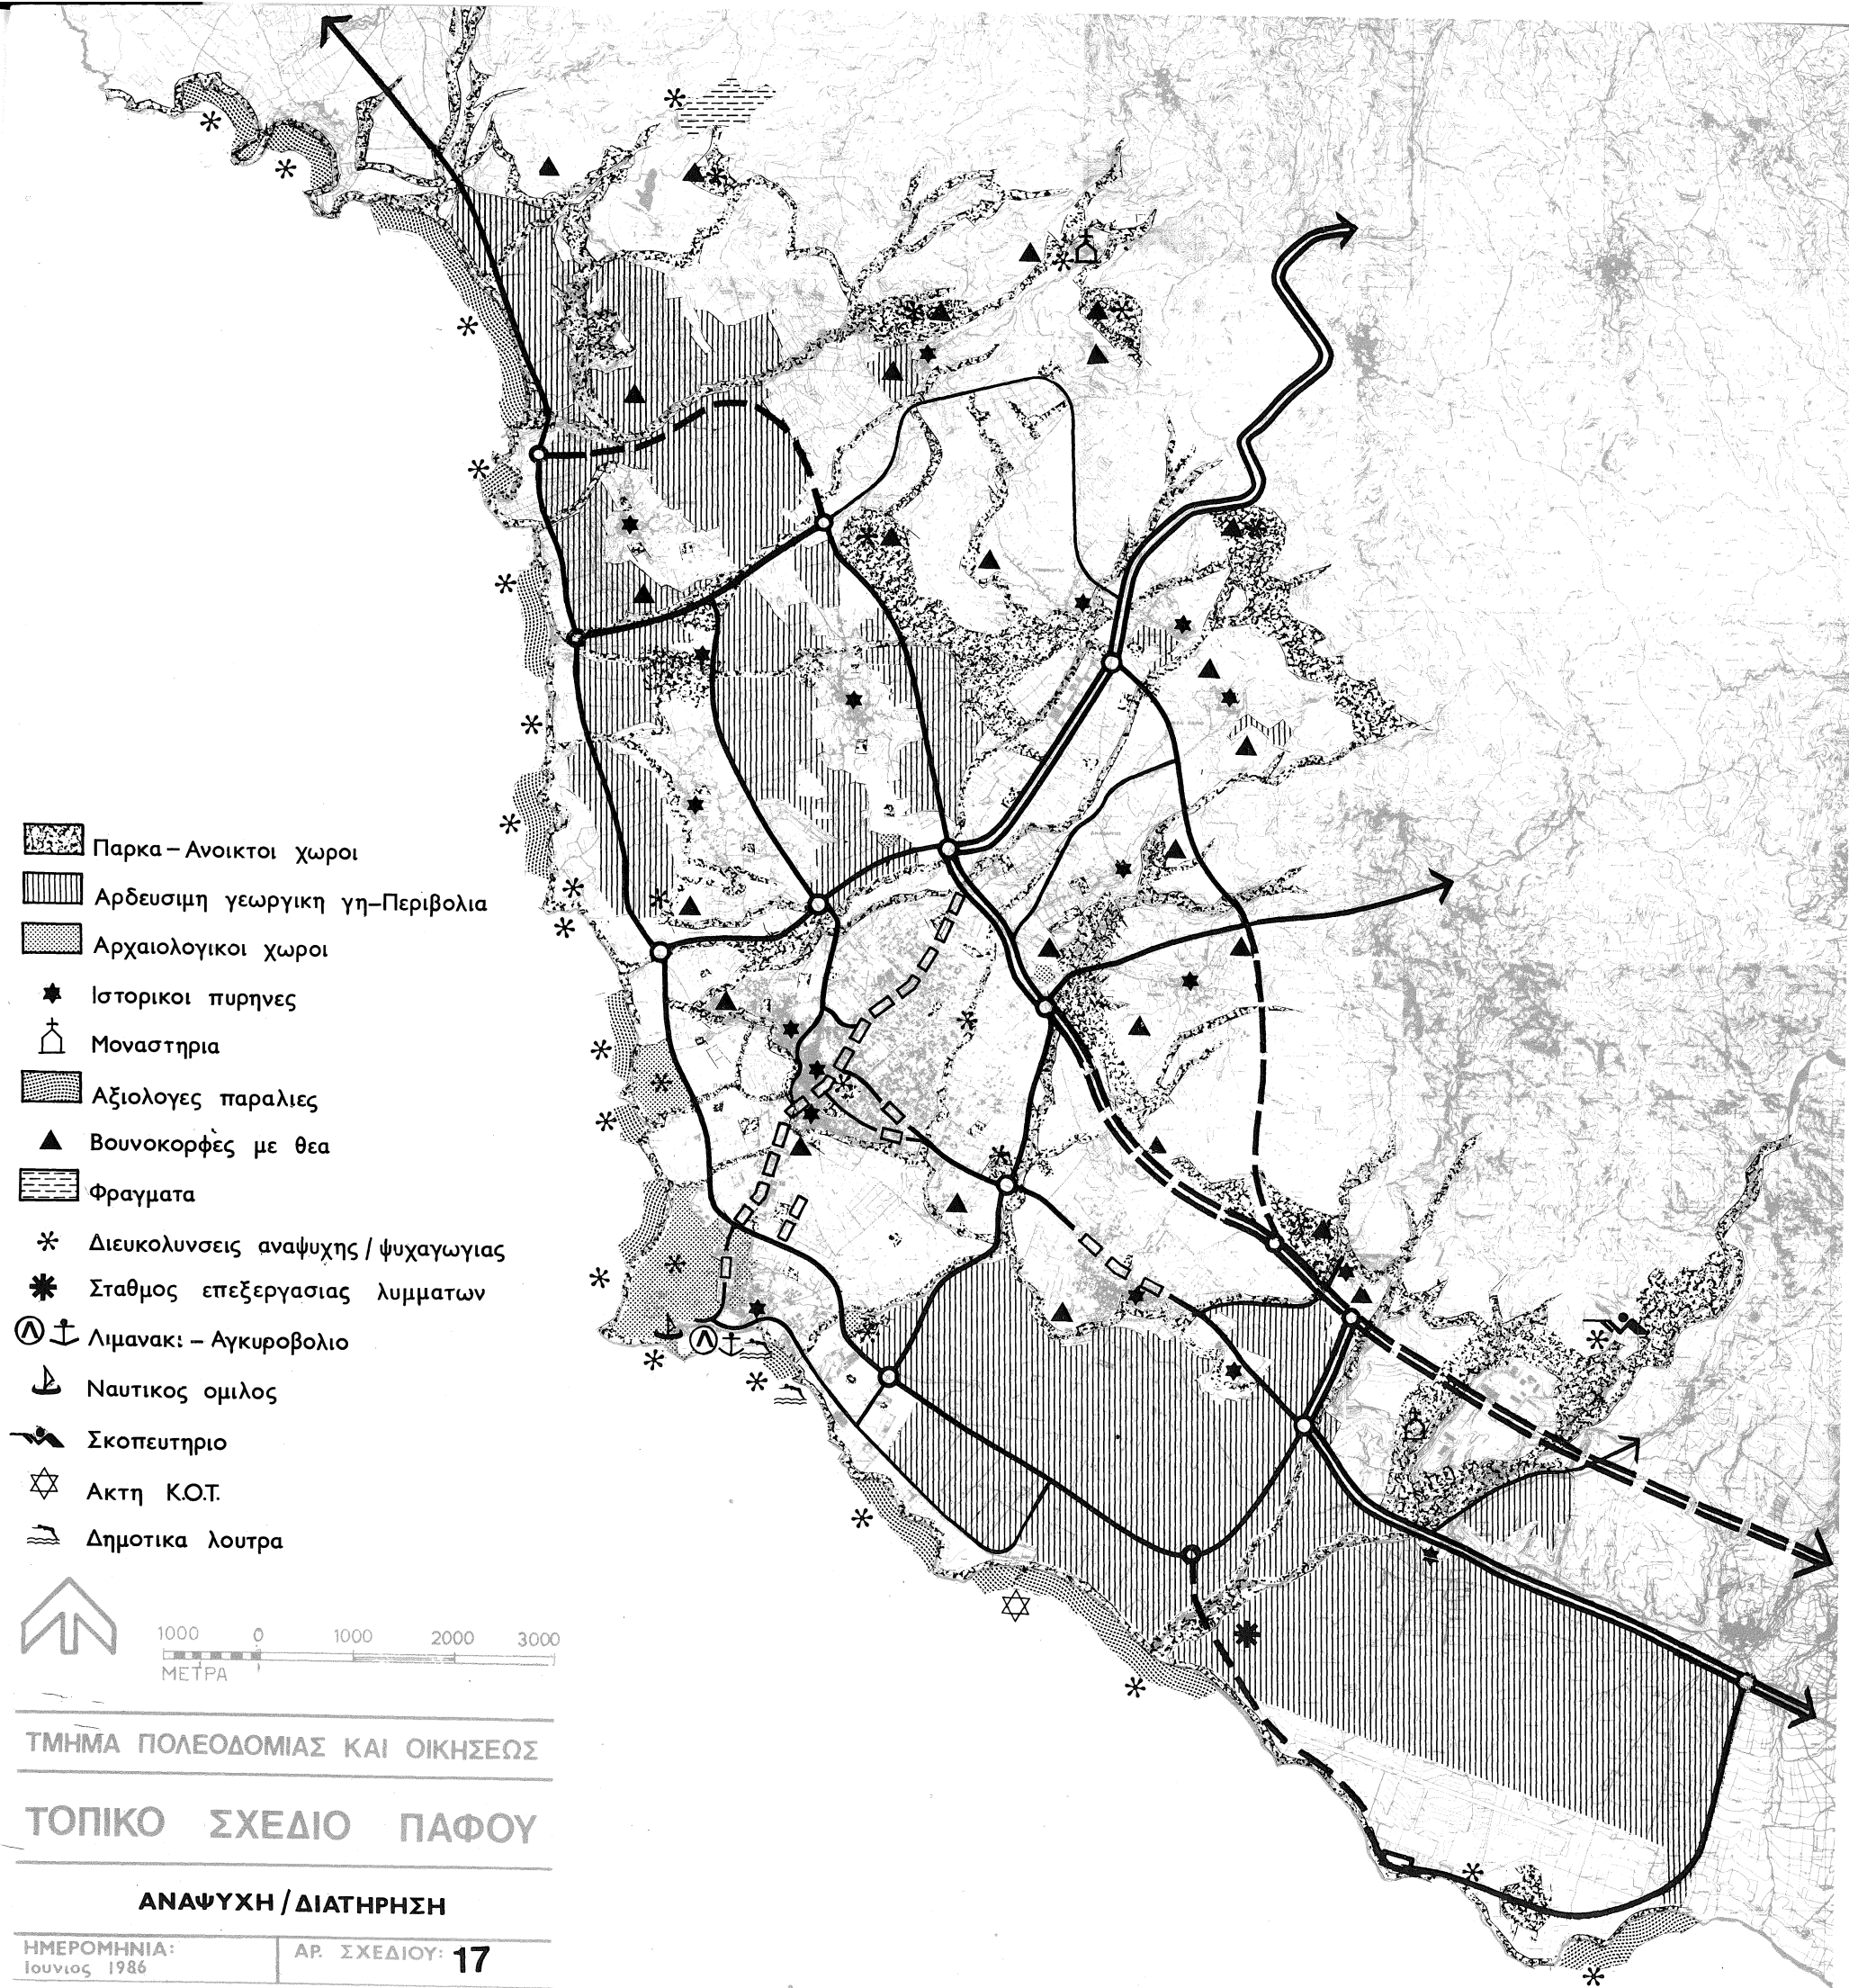 Παρκα – Ανοικτοι χωροι
Αρδευσιμη γεωργικη γη–Περιβολια
Αρχαιολογικοι χωροι
Ιστορικοι πυρηνες
Μοναστηρια
Αξιολογες παραλιες
Βουνοκορφὲς με θεα
Φραγματα
Διευκολυνσεις αναψυχης / ψυχαγωγιας
Σταθμος επεξεργασιας λυμματων
Λιμανακι – Αγκυροβολιο
Ναυτικος ομιλος
Σκοπευτηριο
Ακτη Κ.Ο.Τ.
Δημοτικα λουτρα
1000 0 1000 2000 3000
ΜΕΤΡΑ
ΤΜΗΜΑ ΠΟΛΕΟΔΟΜΙΑΣ ΚΑΙ ΟΙΚΗΣΕΩΣ
ΤΟΠΙΚΟ ΣΧΕΔΙΟ ΠΑΦΟΥ
ΑΝΑΨΥΧΗ / ΔΙΑΤΗΡΗΣΗ
ΗΜΕΡΟΜΗΝΙΑ:
Ιουνιος 1986
ΑΡ. ΣΧΕΔΙΟΥ: 17